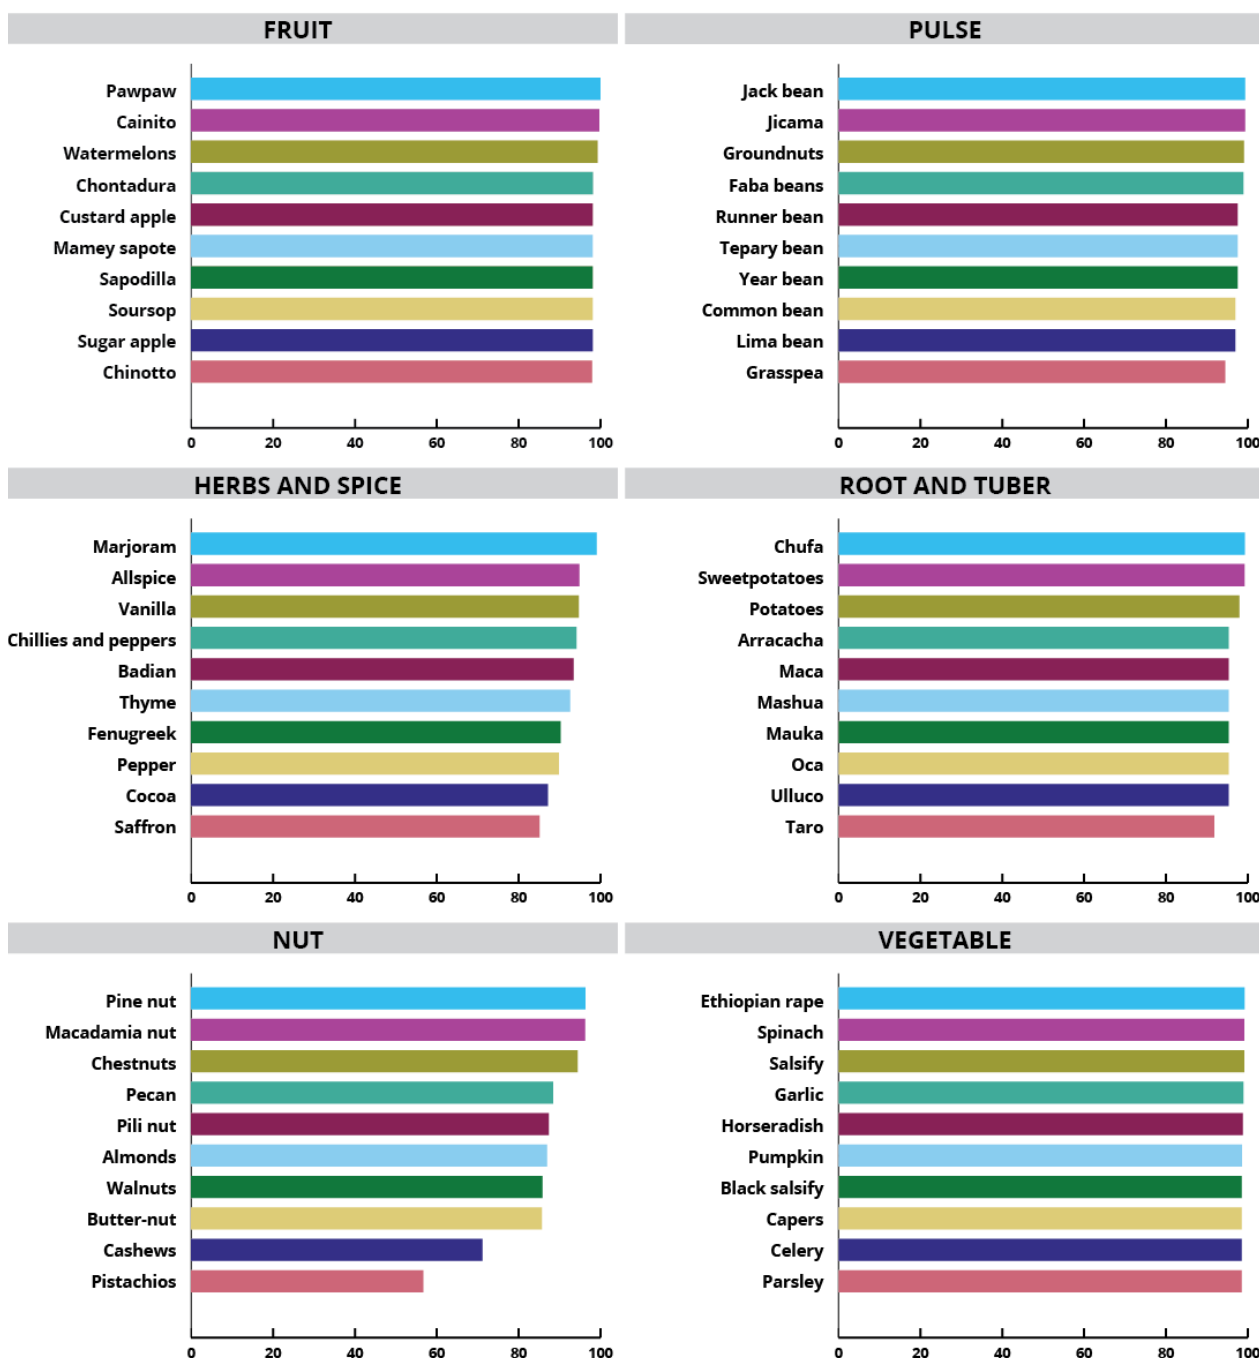 FRUIT
Pawpaw
Cainito
Watermelons
Chontadura
Custard apple
Mamey sapote
Sapodilla
Soursop
Sugar apple
Chinotto
0 20 40 60 80 100
PULSE
Jack bean
Jicama
Groundnuts
Faba beans
Runner bean
Tepary bean
Year bean
Common bean
Lima bean
Grasspea
0 20 40 60 80 100
HERBS AND SPICE
Marjoram
Allspice
Vanilla
Chillies and peppers
Badian
Thyme
Fenugreek
Pepper
Cocoa
Saffron
0 20 40 60 80 100
ROOT AND TUBER
Chufa
Sweetpotatoes
Potatoes
Arracacha
Maca
Mashua
Mauka
Oca
Ulluco
Taro
0 20 40 60 80 100
NUT
Pine nut
Macadamia nut
Chestnuts
Pecan
Pili nut
Almonds
Walnuts
Butter-nut
Cashews
Pistachios
0 20 40 60 80 100
VEGETABLE
Ethiopian rape
Spinach
Salsify
Garlic
Horseradish
Pumpkin
Black salsify
Capers
Celery
Parsley
0 20 40 60 80 100